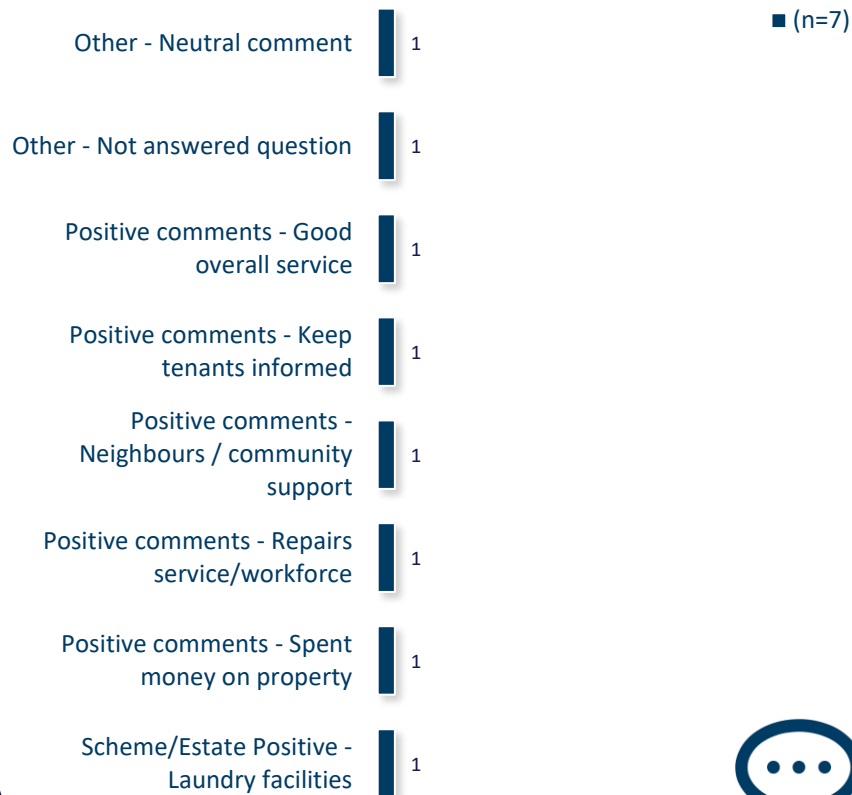 (n=7)
Other - Neutral comment 1
Other - Not answered question 1
Positive comments - Good
overall service 1
Positive comments - Keep
tenants informed 1
Positive comments -
Neighbours / community 1
support
Positive comments - Repairs
service/workforce 1
Positive comments - Spent
money on property 1
Scheme/Estate Positive -
Laundry facilities 1